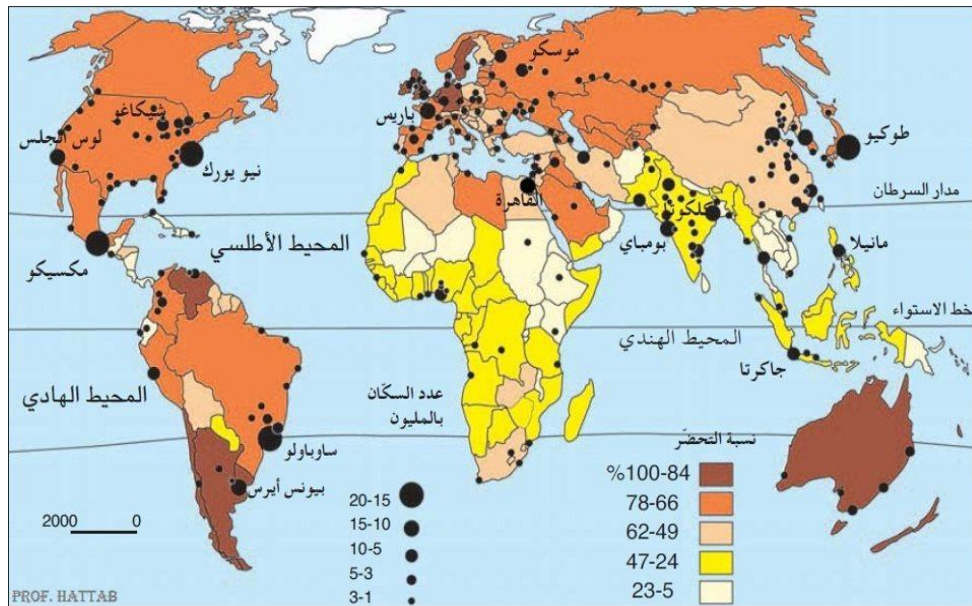 موسكو
شيكاغو
باريس
طوكيو
لوس انجلس
نيو يورك
القاهرة
كلكوتا
مدار السرطان
المحيط الأطلسي
بومباي
مانيلا
مكسيكو
خط الاستواء
المحيط الهندي
جاكرتا
المحيط الهادي
عدد السكّان
بالمليون
ساوباولو
نسبة التحضّر
%100-84
بيونس أيرس
20-15
78-66
15-10
62-49
2000 0
10-5
47-24
5-3
23-5
3-1
PROF. HATTAB